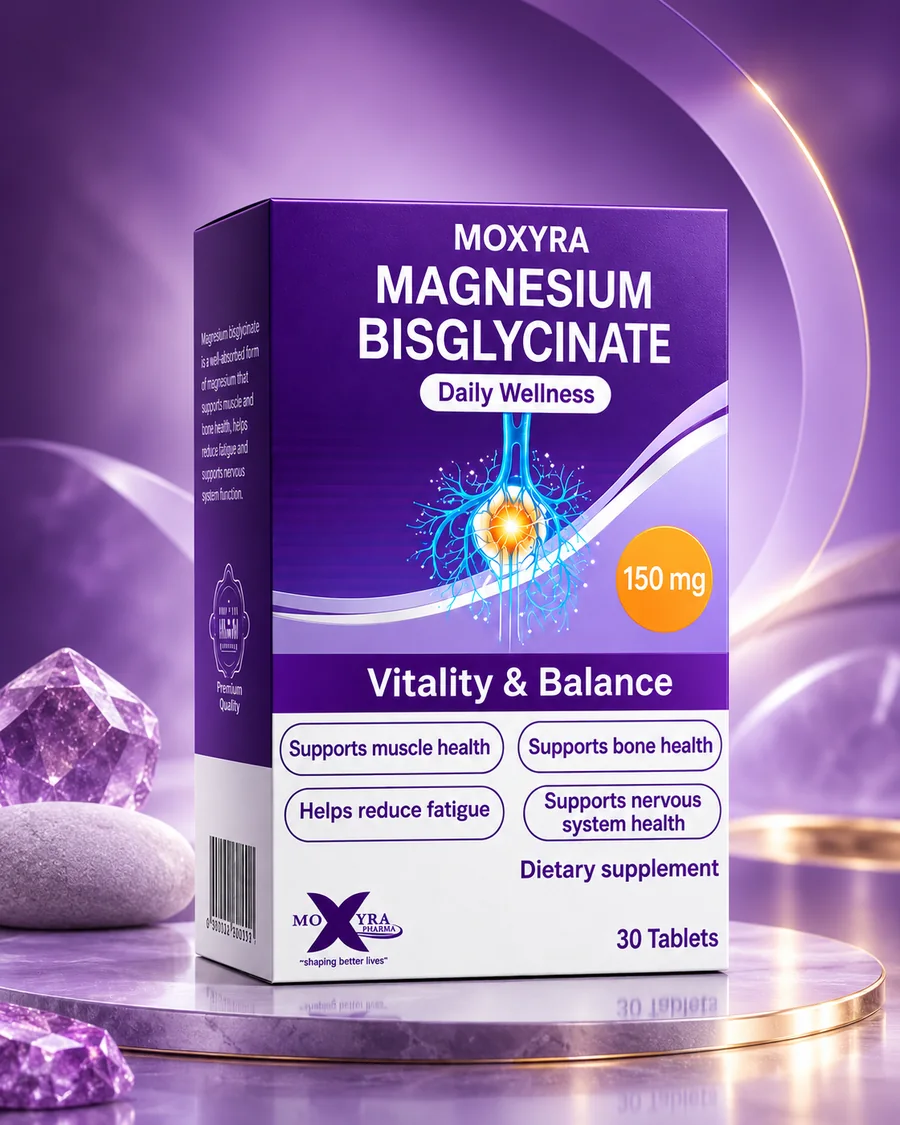 MOXYRA
MAGNESIUM
BISGLYCINATE
Daily Wellness
150 mg
Vitality & Balance
Supports muscle health
Supports bone health
Helps reduce fatigue
Supports nervous
system health
Dietary supplement
MOXYRA
PHARMA
"shaping better lives"
30 Tablets
Magnesium bisglycinate
is a well-absorbed form
of magnesium that
supports muscle and
bone health, helps
reduce fatigue and
supports nervous
system function.
Premium
Quality